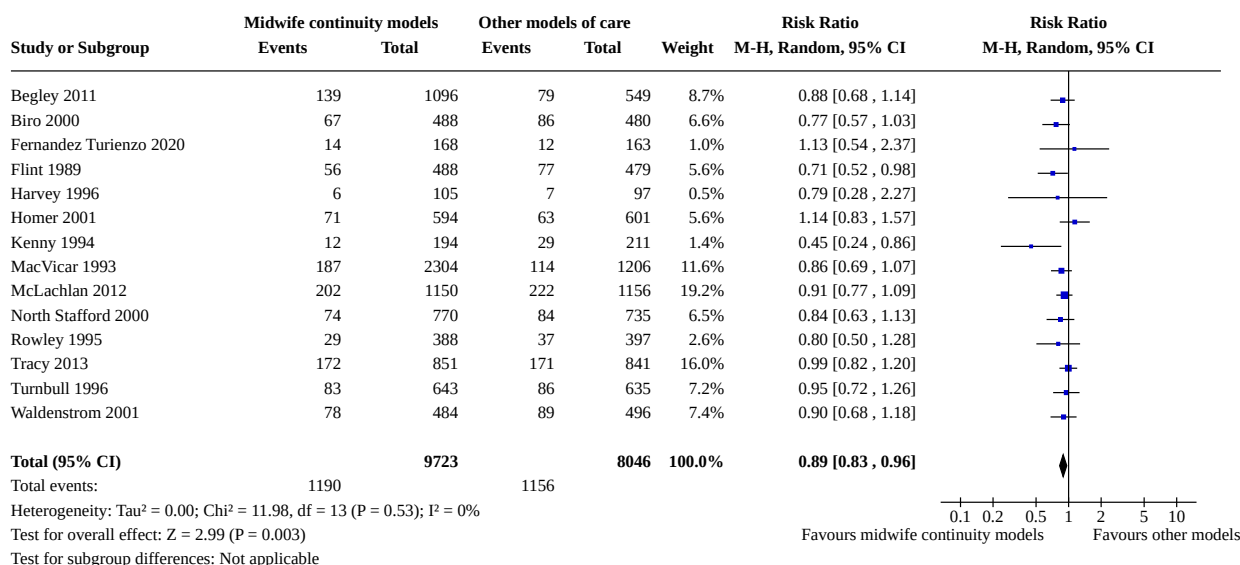 Midwife continuity models Other models of care Risk Ratio Risk Ratio
Study or Subgroup Events Total Events Total Weight M-H, Random, 95% CI M-H, Random, 95% CI
Begley 2011 139 1096 79 549 8.7% 0.88 [0.68 , 1.14]
Biro 2000 67 488 86 480 6.6% 0.77 [0.57 , 1.03]
Fernandez Turienzo 2020 14 168 12 163 1.0% 1.13 [0.54 , 2.37]
Flint 1989 56 488 77 479 5.6% 0.71 [0.52 , 0.98]
Harvey 1996 6 105 7 97 0.5% 0.79 [0.28 , 2.27]
Homer 2001 71 594 63 601 5.6% 1.14 [0.83 , 1.57]
Kenny 1994 12 194 29 211 1.4% 0.45 [0.24 , 0.86]
MacVicar 1993 187 2304 114 1206 11.6% 0.86 [0.69 , 1.07]
McLachlan 2012 202 1150 222 1156 19.2% 0.91 [0.77 , 1.09]
North Stafford 2000 74 770 84 735 6.5% 0.84 [0.63 , 1.13]
Rowley 1995 29 388 37 397 2.6% 0.80 [0.50 , 1.28]
Tracy 2013 172 851 171 841 16.0% 0.99 [0.82 , 1.20]
Turnbull 1996 83 643 86 635 7.2% 0.95 [0.72 , 1.26]
Waldenstrom 2001 78 484 89 496 7.4% 0.90 [0.68 , 1.18]
Total (95% CI) 9723 8046 100.0% 0.89 [0.83 , 0.96]
Total events: 1190 1156
Heterogeneity: Tau² = 0.00; Chi² = 11.98, df = 13 (P = 0.53); I² = 0%
0.1 0.2 0.5 1 2 5 10
Test for overall effect: Z = 2.99 (P = 0.003) Favours midwife continuity models Favours other models
Test for subgroup differences: Not applicable